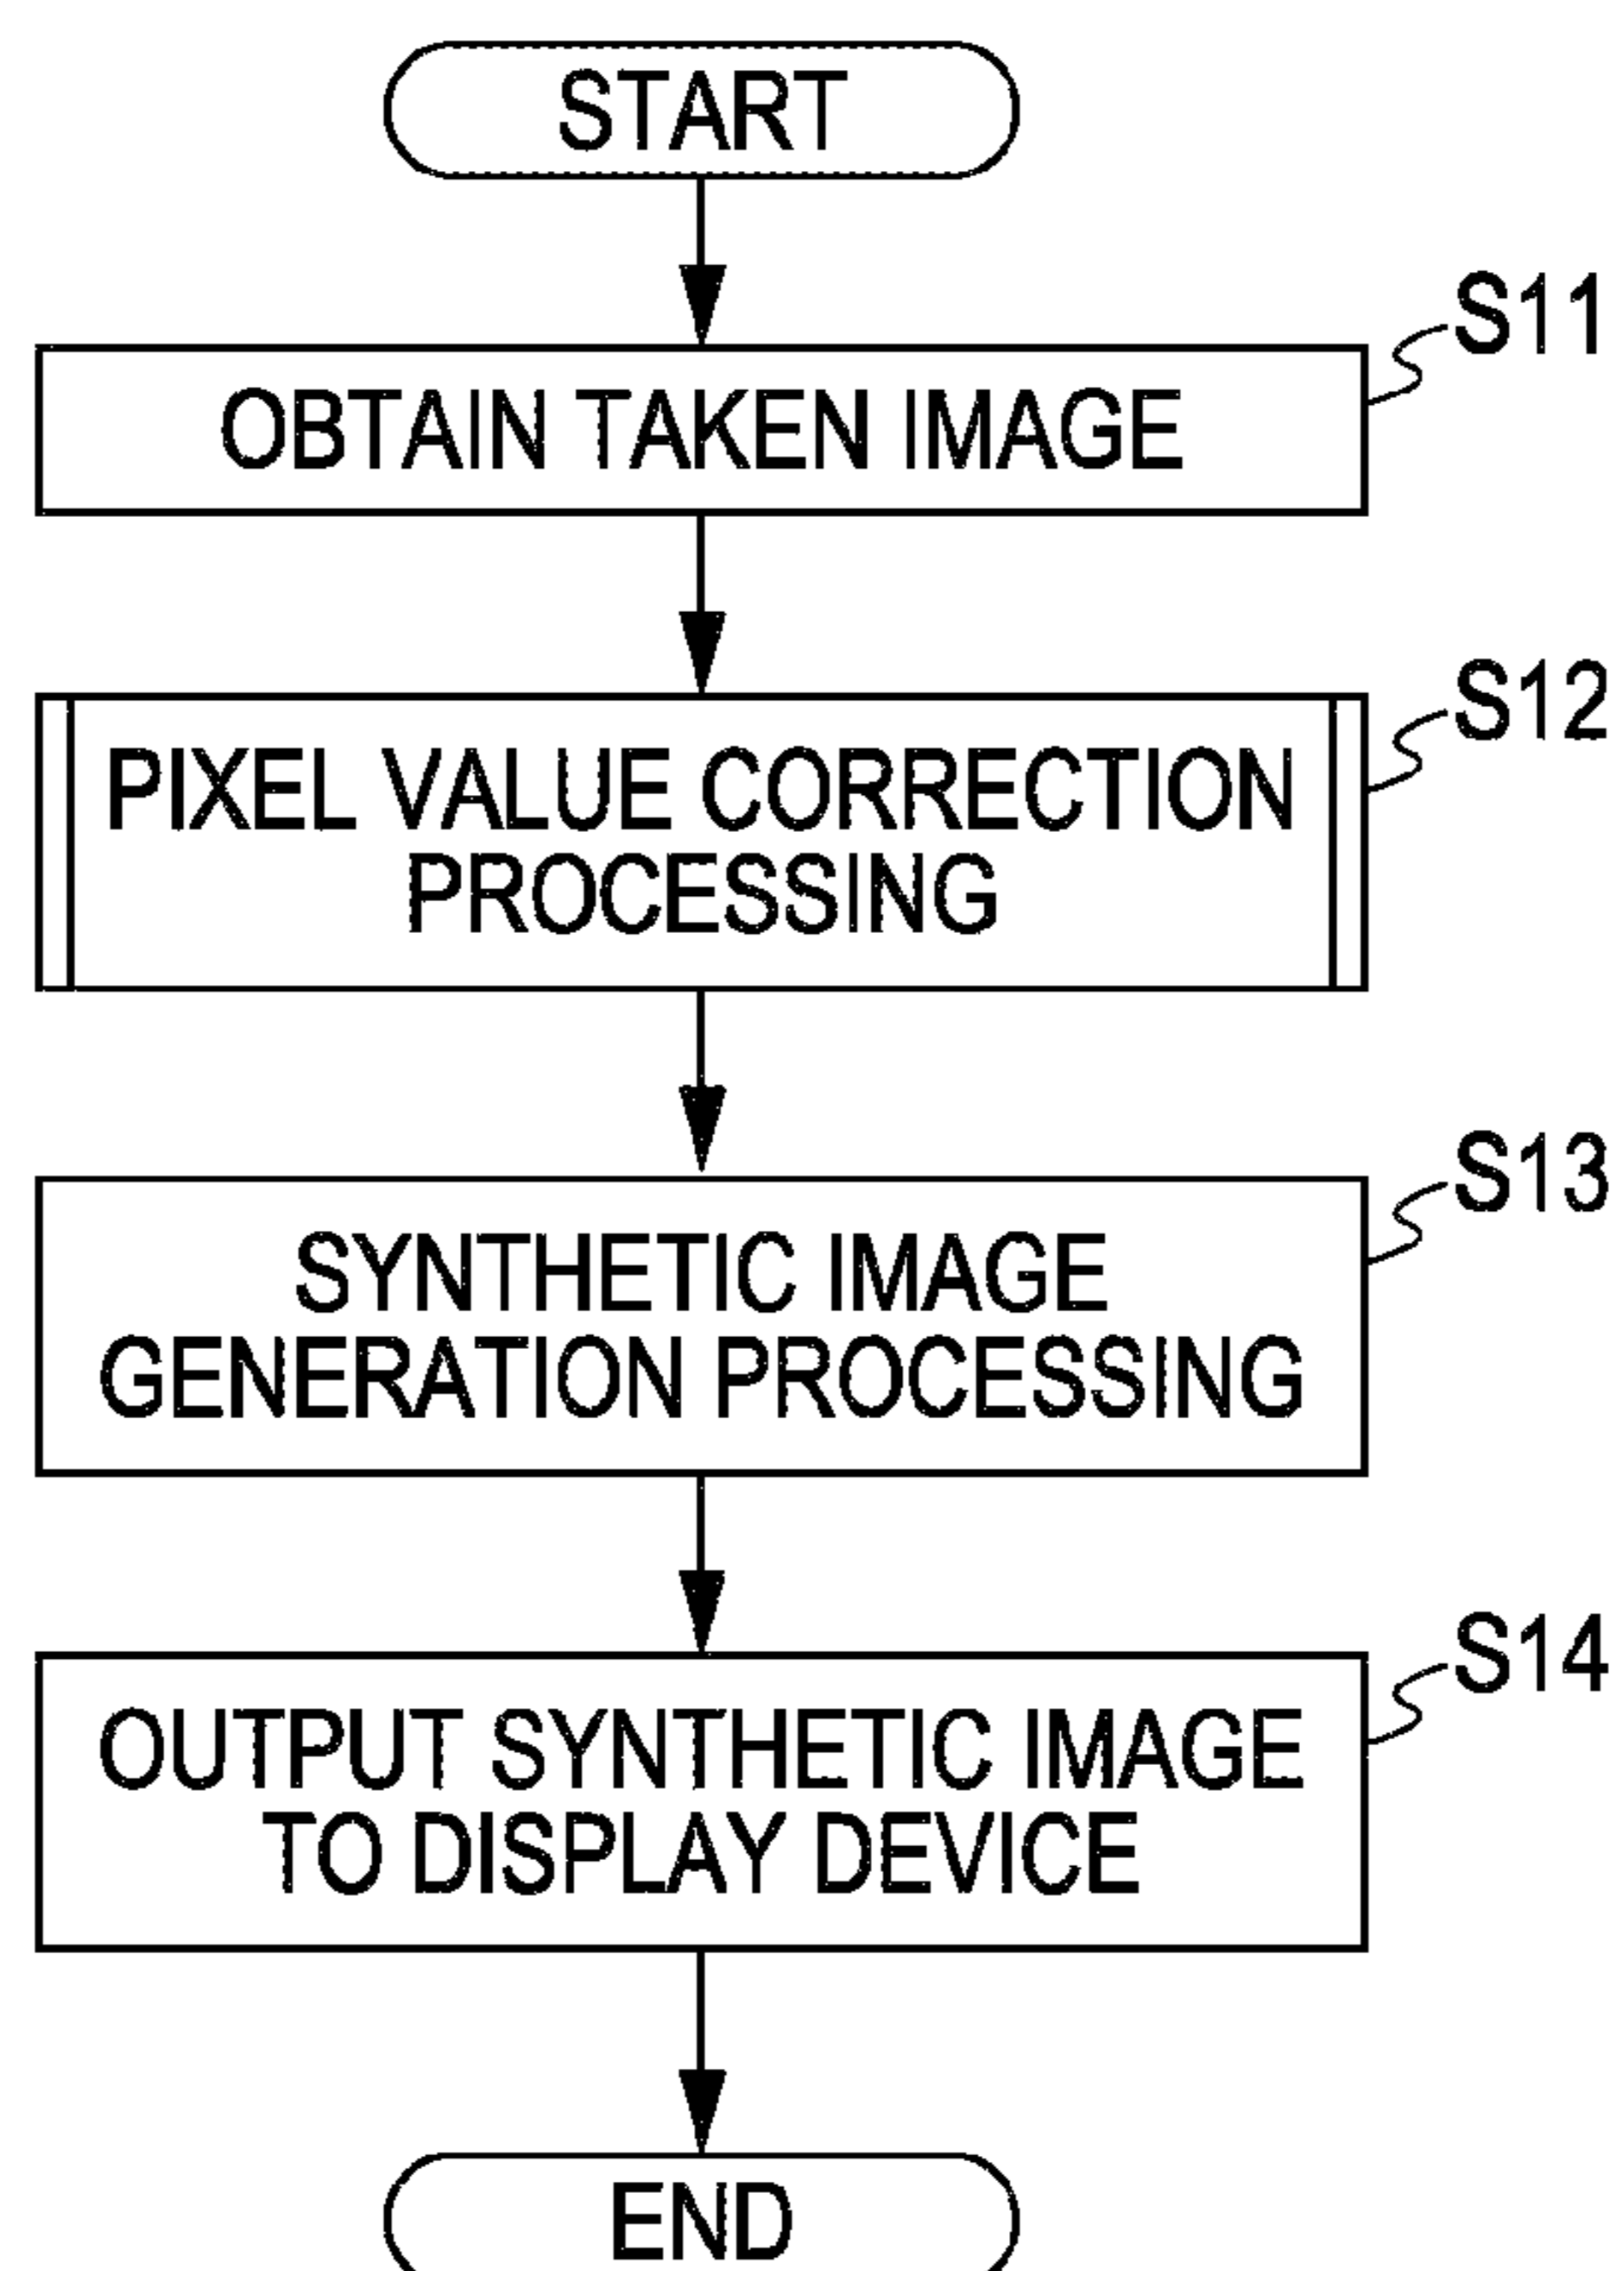 START
S11
OBTAIN TAKEN IMAGE
S12
PIXEL VALUE CORRECTION
PROCESSING
S13
SYNTHETIC IMAGE
GENERATION PROCESSING
S14
OUTPUT SYNTHETIC IMAGE
TO DISPLAY DEVICE
END